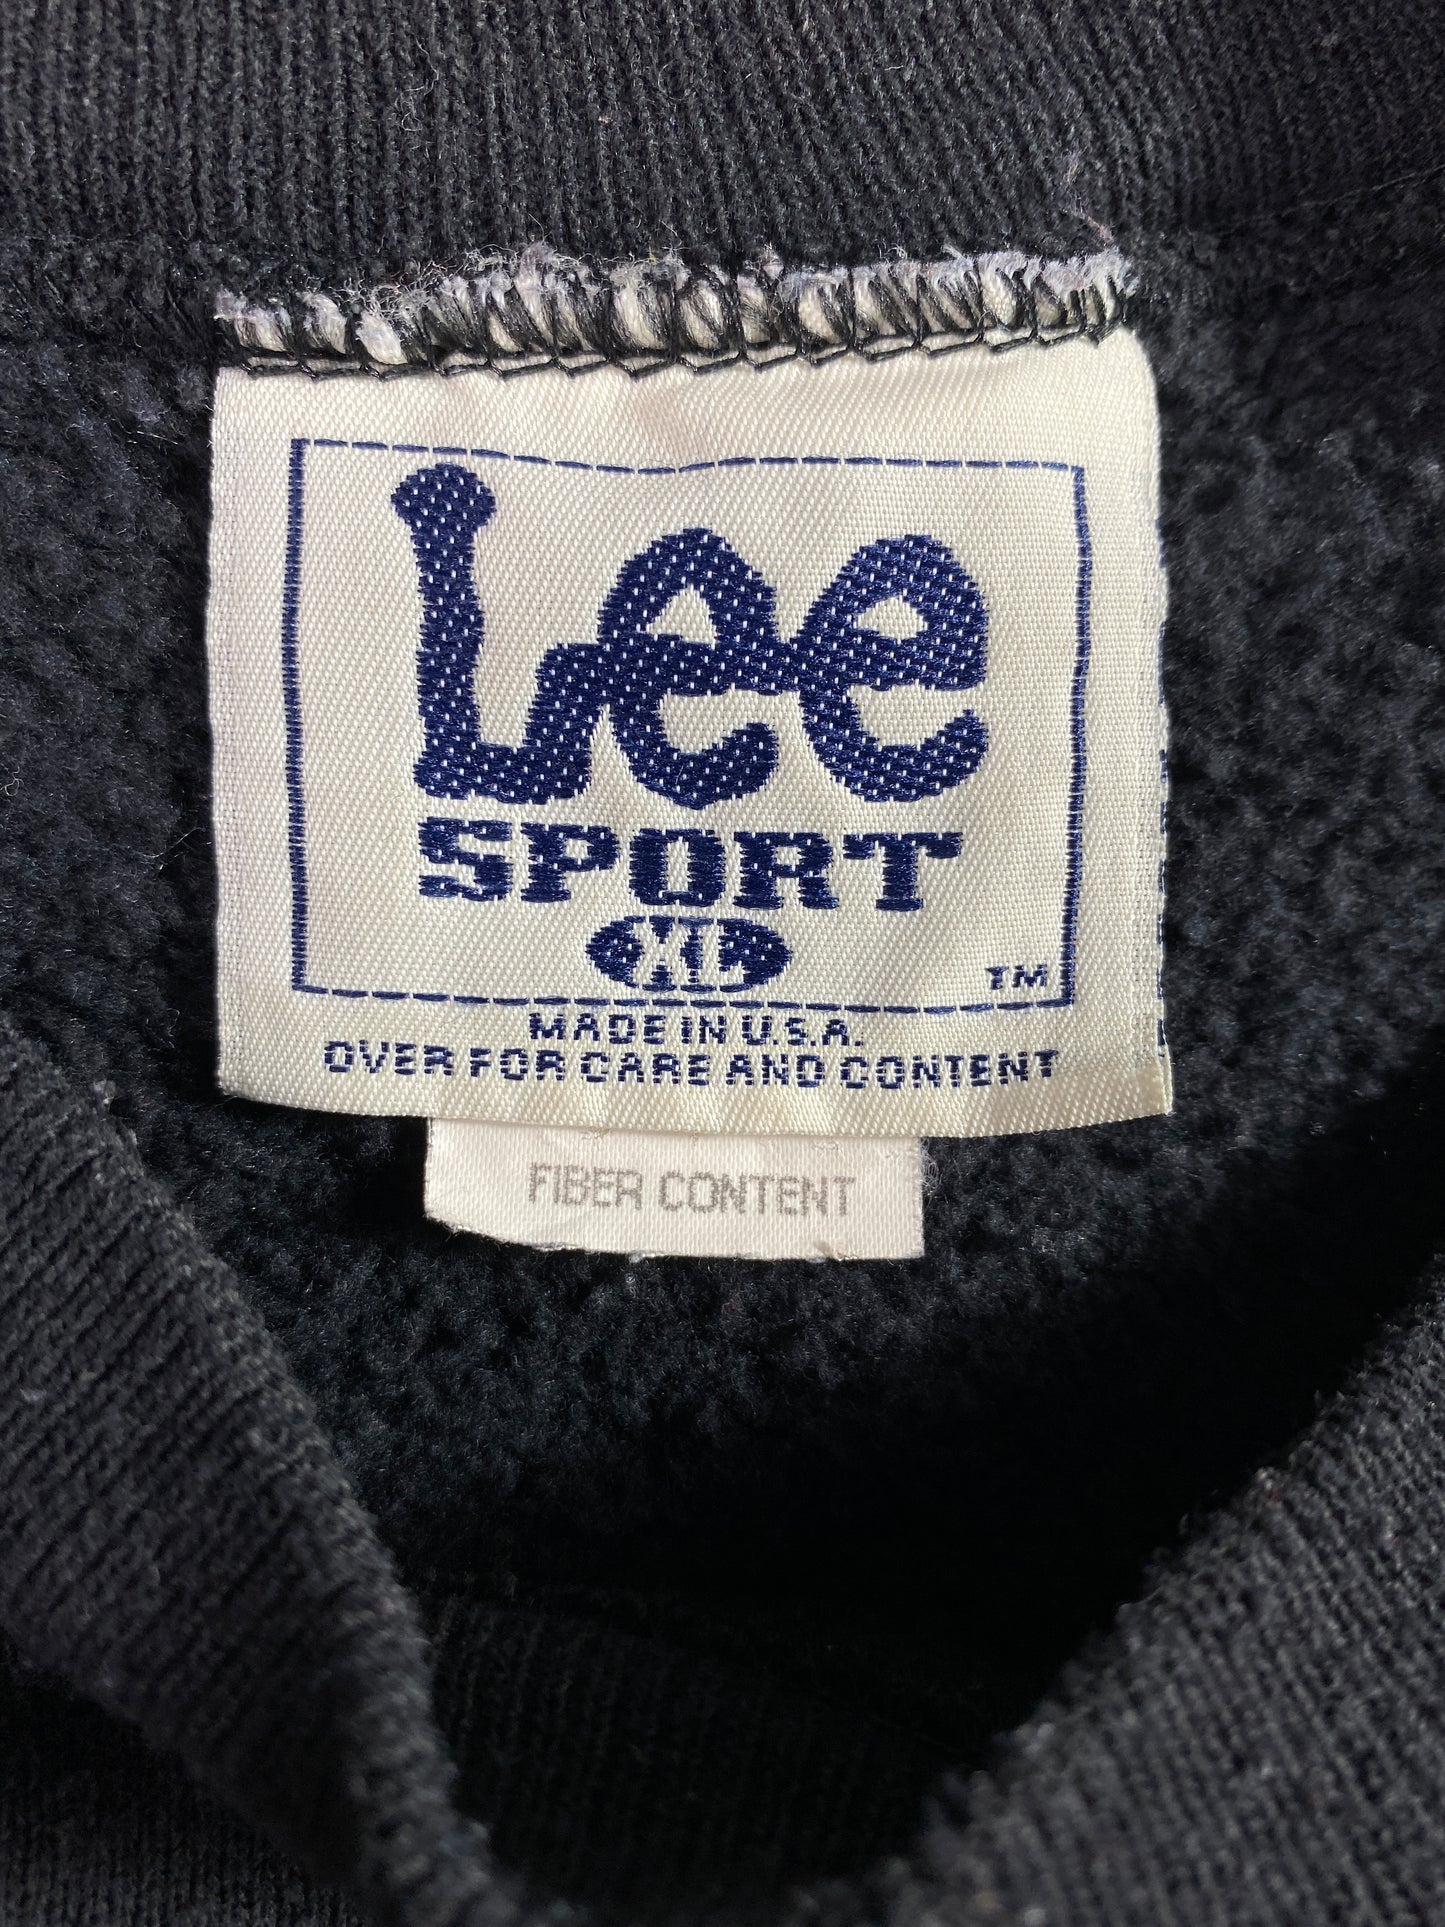 Lee
SPORT
XL
TM
MADE IN U.S.A.
OVER FOR CARE AND CONTENT
FIBER CONTENT